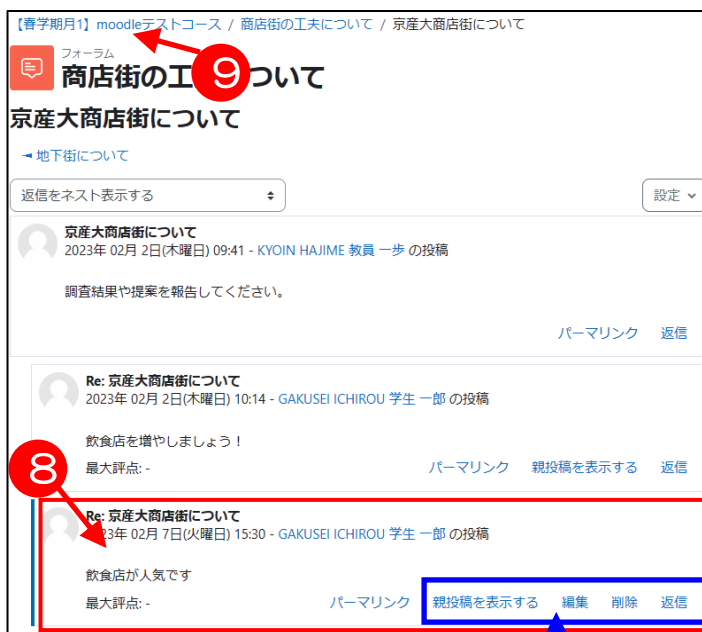 【春学期月1】moodleテストコース / 商店街の工夫について / 京産大商店街について
フォーラム
商店街の工 ついて
9
京産大商店街について
◄ 地下街について
返信をネスト表示する
設定
京産大商店街について
2023年 02月 2日(木曜日) 09:41 - KYOIN HAJIME 教員 一歩 の投稿
調査結果や提案を報告してください。
パーマリンク 返信
Re: 京産大商店街について
2023年 02月 2日(木曜日) 10:14 - GAKUSEI ICHIROU 学生 一郎 の投稿
飲食店を増やしましょう！
最大評点: -
パーマリンク 親投稿を表示する 返信
8
Re: 京産大商店街について
2023年 02月 7日(火曜日) 15:30 - GAKUSEI ICHIROU 学生 一郎 の投稿
飲食店が人気です
最大評点: -
パーマリンク 親投稿を表示する 編集 削除 返信